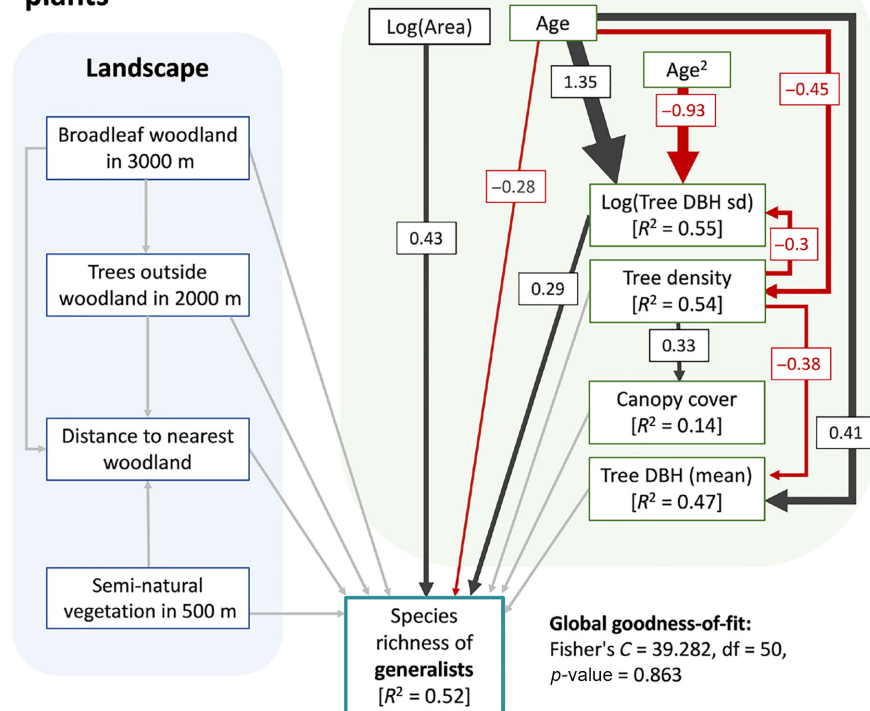 plants
Landscape
Broadleaf woodland
in 3000 m
Trees outside
woodland in 2000 m
Distance to nearest
woodland
Semi-natural
vegetation in 500 m
Log(Area)
Age
Age²
1.35
−0.93
−0.45
−0.28
0.43
Log(Tree DBH sd)
[R² = 0.55]
−0.3
Tree density
[R² = 0.54]
0.29
0.33
−0.38
Canopy cover
[R² = 0.14]
0.41
Tree DBH (mean)
[R² = 0.47]
Species
richness of
generalists
[R² = 0.52]
Global goodness-of-fit:
Fisher's C = 39.282, df = 50,
p-value = 0.863